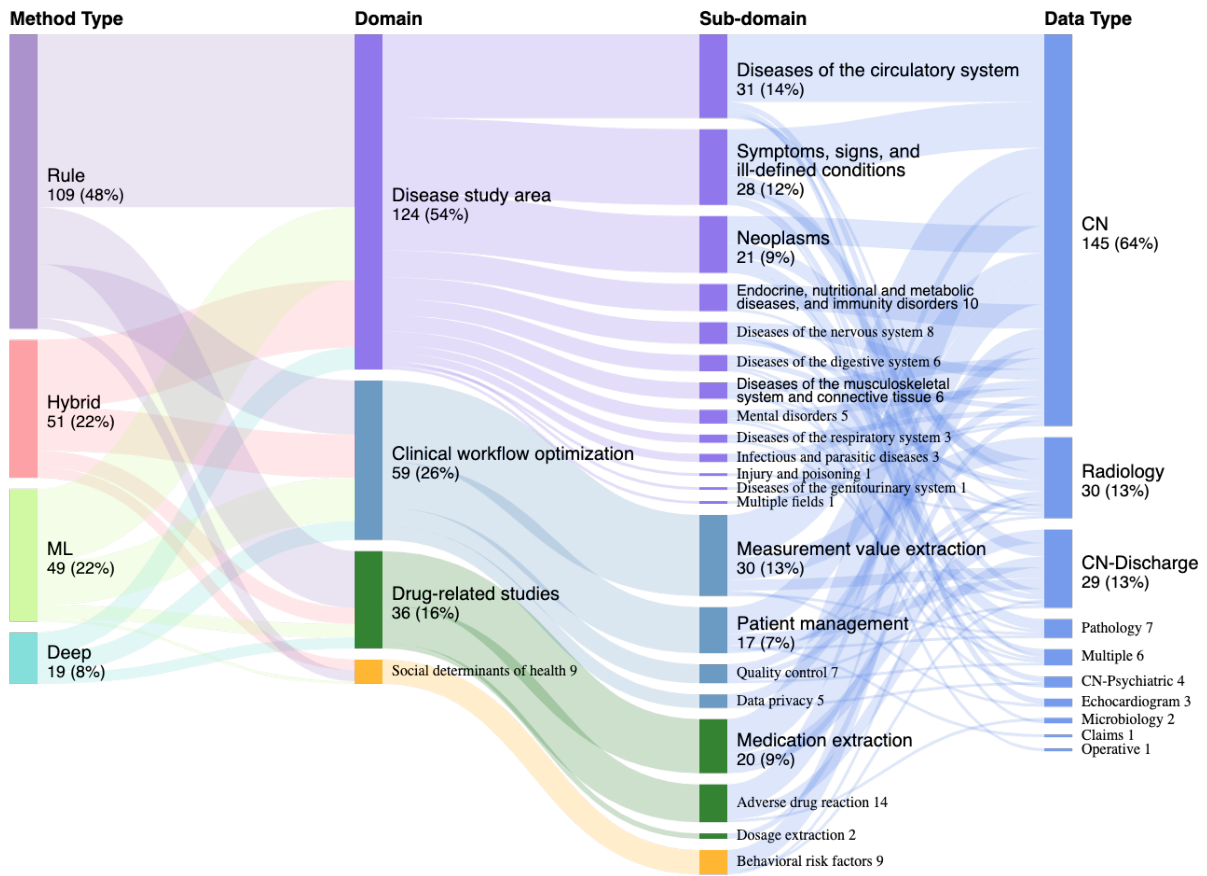 Method Type
Domain
Sub-domain
Data Type
Rule
109 (48%)
Hybrid
51 (22%)
ML
49 (22%)
Deep
19 (8%)
Disease study area
124 (54%)
Clinical workflow optimization
59 (26%)
Drug-related studies
36 (16%)
Social determinants of health 9
Diseases of the circulatory system
31 (14%)
Symptoms, signs, and
ill-defined conditions
28 (12%)
Neoplasms
21 (9%)
Endocrine, nutritional and metabolic
diseases, and immunity disorders 10
Diseases of the nervous system 8
Diseases of the digestive system 6
Diseases of the musculoskeletal
system and connective tissue 6
Mental disorders 5
Diseases of the respiratory system 3
Infectious and parasitic diseases 3
Injury and poisoning 1
Diseases of the genitourinary system 1
Multiple fields 1
Measurement value extraction
30 (13%)
Patient management
17 (7%)
Quality control 7
Data privacy 5
Medication extraction
20 (9%)
Adverse drug reaction 14
Dosage extraction 2
Behavioral risk factors 9
CN
145 (64%)
Radiology
30 (13%)
CN-Discharge
29 (13%)
Pathology 7
Multiple 6
CN-Psychiatric 4
Echocardiogram 3
Microbiology 2
Claims 1
Operative 1